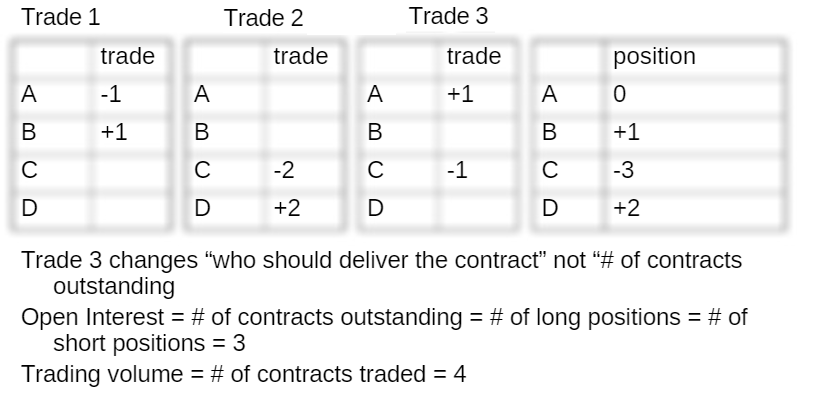 Trade 1 Trade 2 Trade 3
trade trade trade position
A -1 A A +1 A 0
B +1 B B B +1
C C -2 C -1 C -3
D D +2 D D +2
Trade 3 changes “who should deliver the contract” not “# of contracts
outstanding
Open Interest = # of contracts outstanding = # of long positions = # of
short positions = 3
Trading volume = # of contracts traded = 4